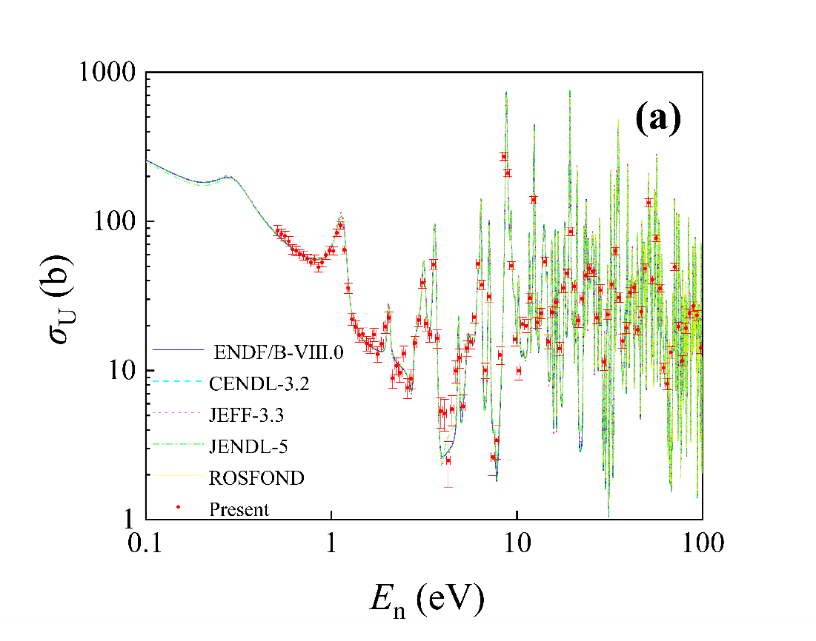 1000
(a)
100
σU (b)
10
ENDF/B-VIII.0
CENDL-3.2
JEFF-3.3
JENDL-5
ROSFOND
Present
1
0.1 1 10 100
En (eV)